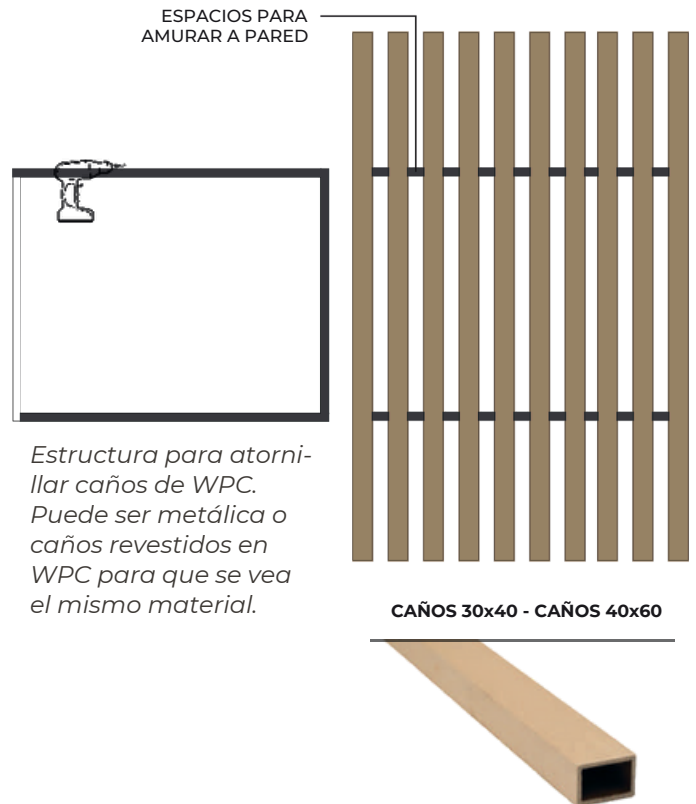 ESPACIOS PARA
AMURAR A PARED
Estructura para atorni-
llar caños de WPC.
Puede ser metálica o
caños revestidos en
WPC para que se vea
el mismo material.
CAÑOS 30x40 - CAÑOS 40x60